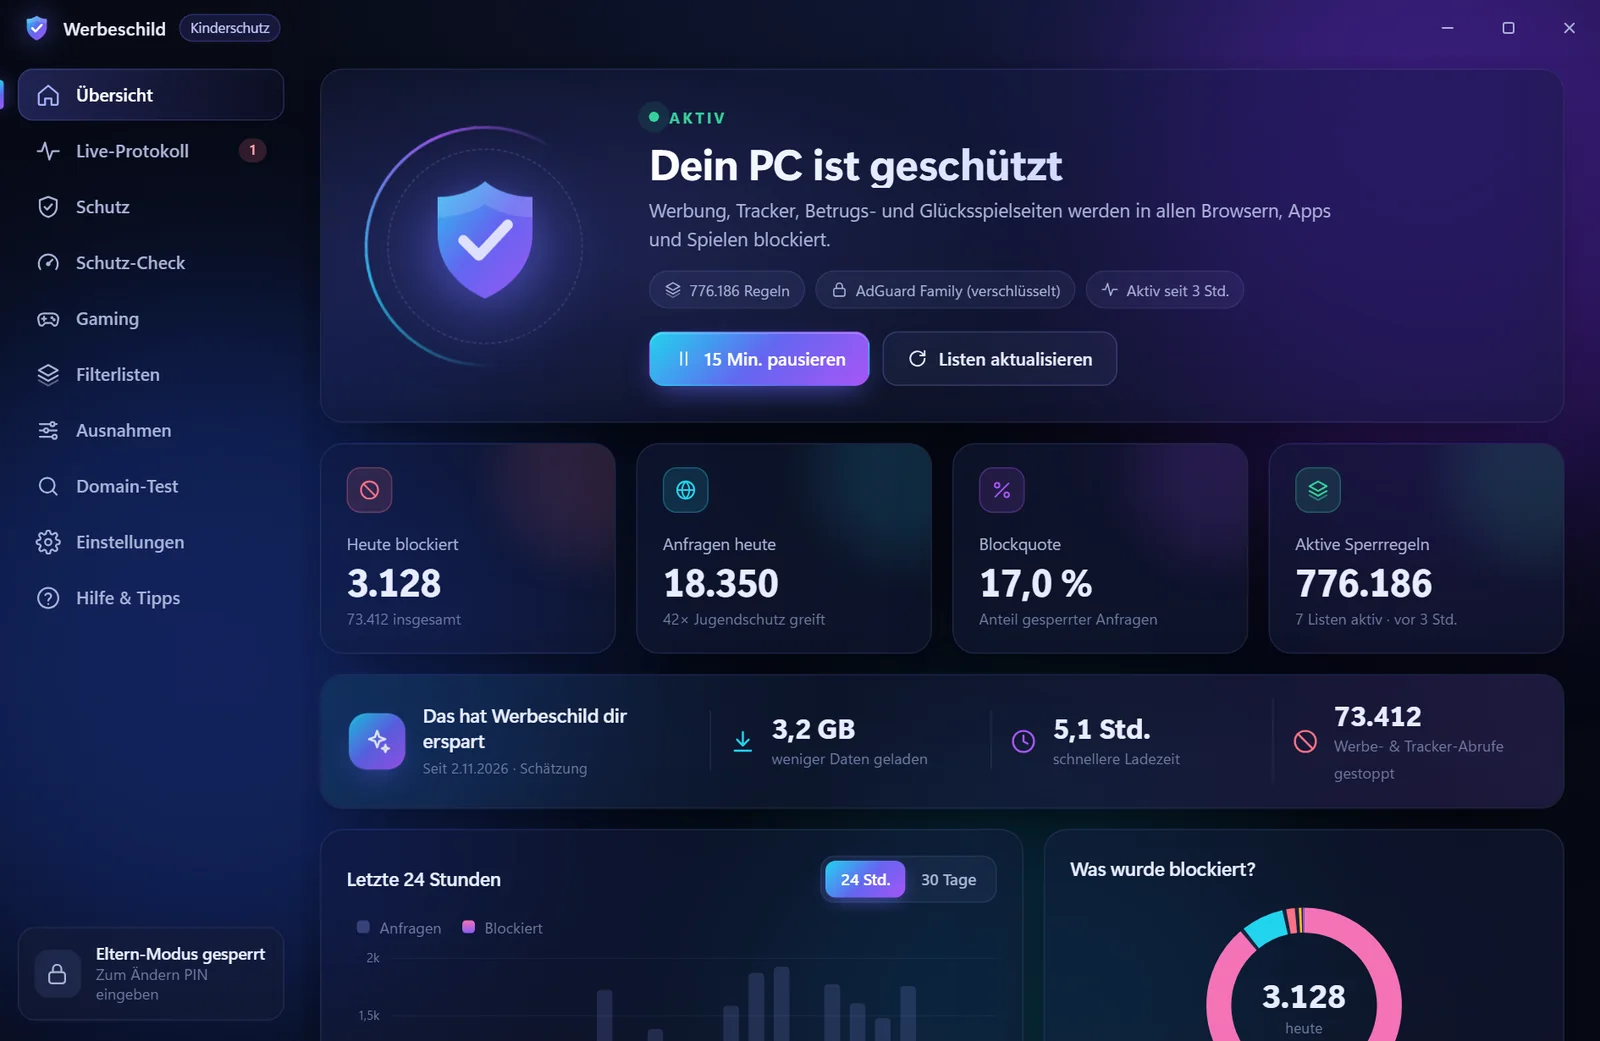 Werbeschild
Kinderschutz
Übersicht
Live-Protokoll
1
Schutz
Schutz-Check
Gaming
Filterlisten
Ausnahmen
Domain-Test
Einstellungen
Hilfe & Tipps
Eltern-Modus gesperrt
Zum Ändern PIN
eingeben
AKTIV
Dein PC ist geschützt
Werbung, Tracker, Betrugs- und Glücksspielseiten werden in allen Browsern, Apps
und Spielen blockiert.
776.186 Regeln
AdGuard Family (verschlüsselt)
Aktiv seit 3 Std.
15 Min. pausieren
Listen aktualisieren
Heute blockiert
3.128
73.412 insgesamt
Anfragen heute
18.350
42× Jugendschutz greift
Blockquote
17,0 %
Anteil gesperrter Anfragen
Aktive Sperrregeln
776.186
7 Listen aktiv · vor 3 Std.
Das hat Werbeschild dir
erspart
Seit 2.11.2026 · Schätzung
3,2 GB
weniger Daten geladen
5,1 Std.
schnellere Ladezeit
73.412
Werbe- & Tracker-Abrufe
gestoppt
Letzte 24 Stunden
24 Std.
30 Tage
Anfragen
Blockiert
2k
1,5k
Was wurde blockiert?
3.128
heute